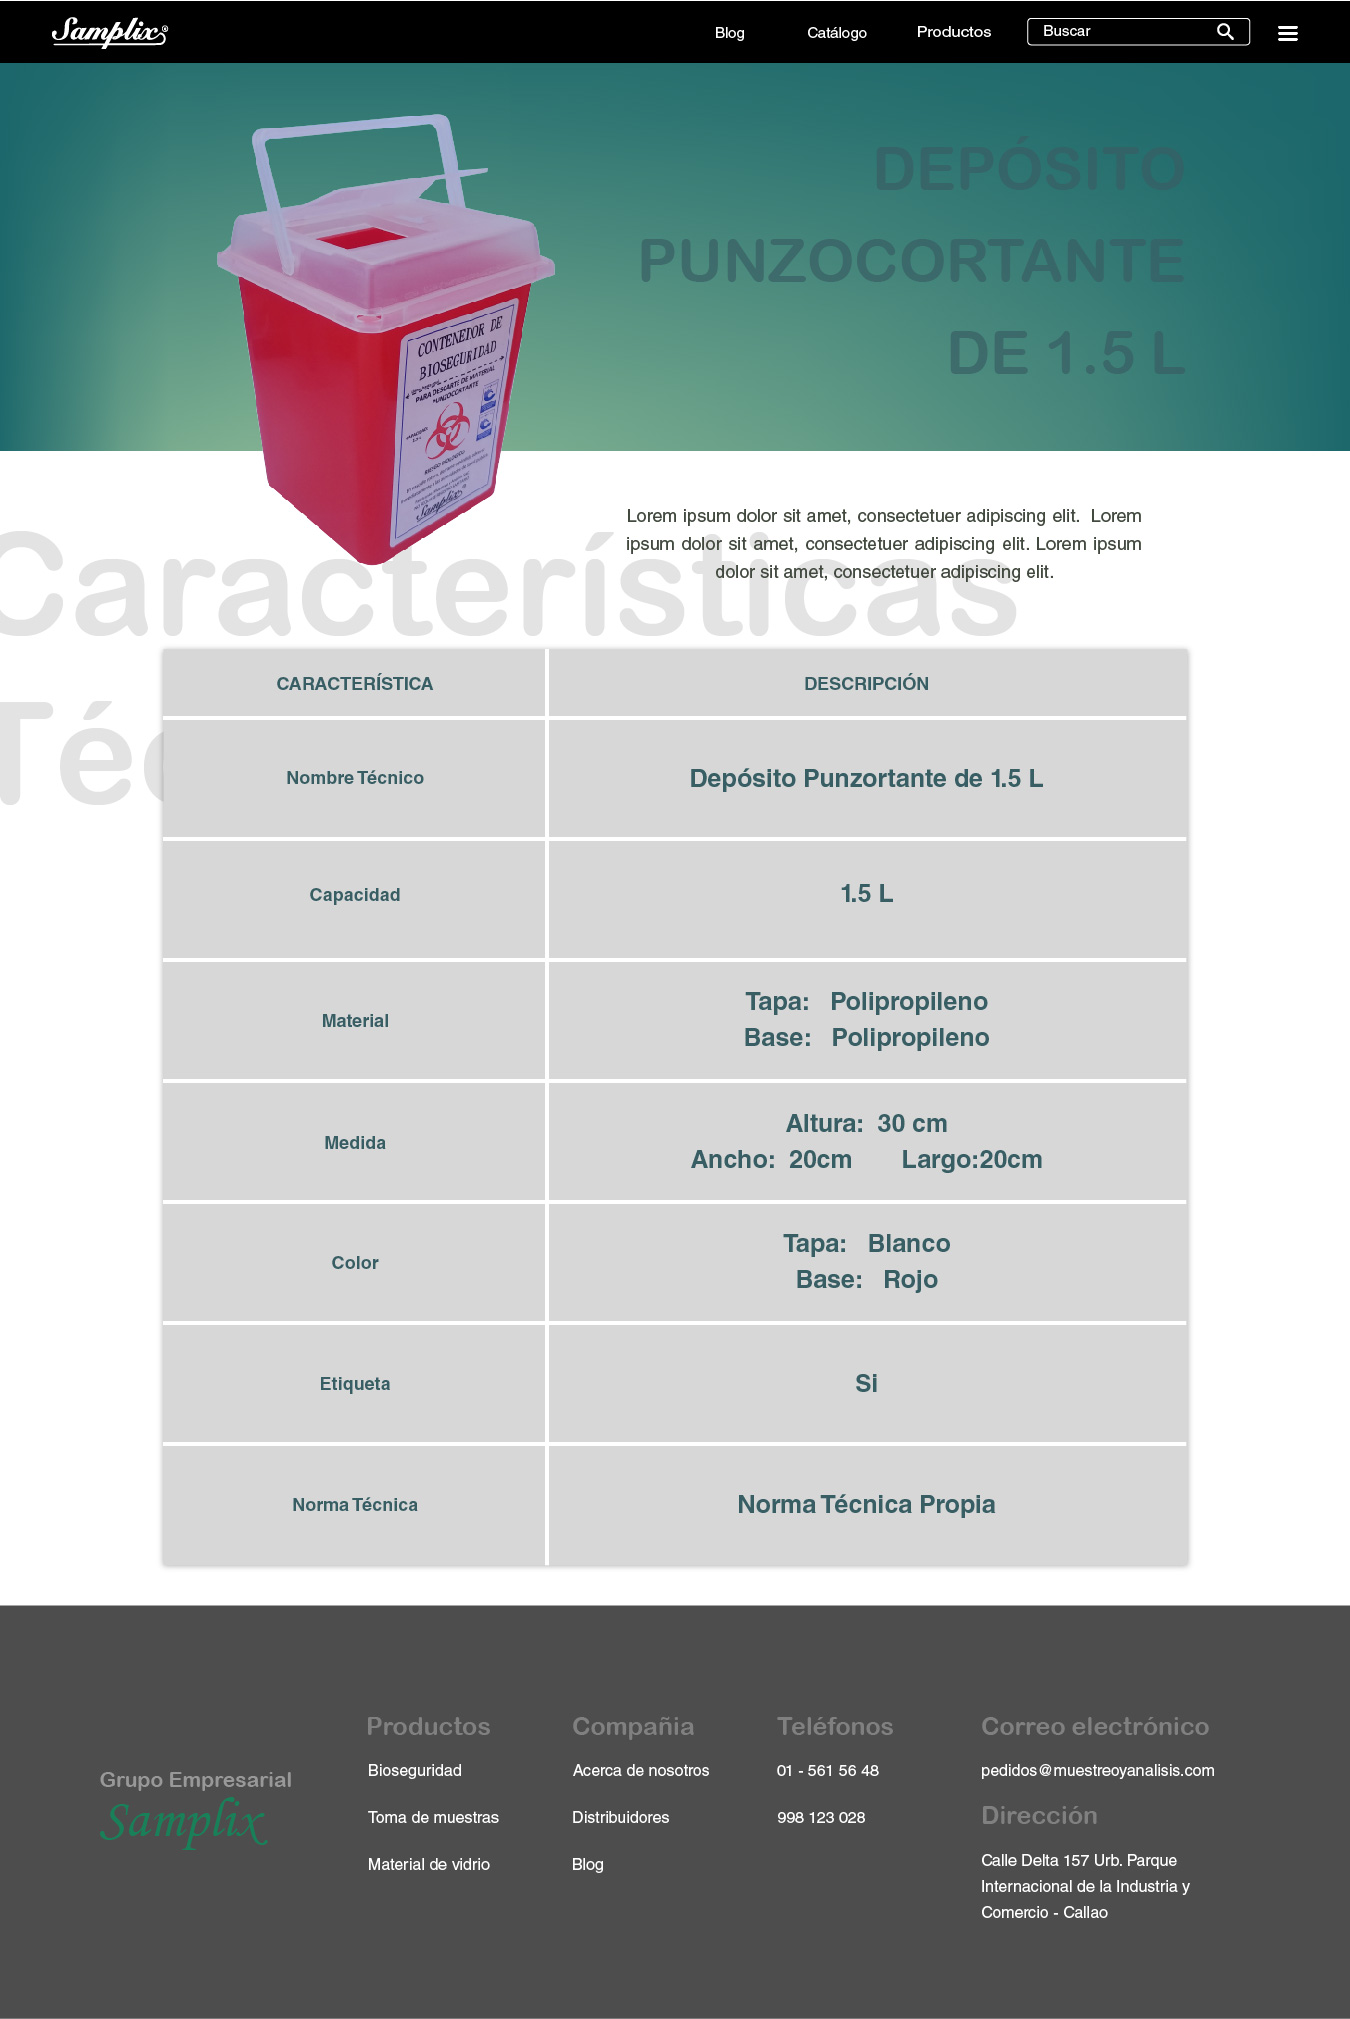 Samplix®
Blog
Catálogo
Productos
Buscar
DEPÓSITO
PUNZOCORTANTE
DE 1.5 L
CONTENEDOR DE
BIOSEGURIDAD
PARA DESCARTE DE MATERIAL
PUNZOCORTANTE
RIESGO BIOLÓGICO
Samplix
Lorem ipsum dolor sit amet, consectetuer adipiscing elit.  Lorem
ipsum dolor sit amet, consectetuer adipiscing elit. Lorem ipsum
dolor sit amet, consectetuer adipiscing elit.
Características
Téc
CARACTERÍSTICA
DESCRIPCIÓN
Nombre Técnico
Depósito Punzortante de 1.5 L
Capacidad
1.5 L
Material
Tapa:   Polipropileno
Base:   Polipropileno
Medida
Altura:  30 cm
Ancho:  20cm       Largo:20cm
Color
Tapa:   Blanco
Base:   Rojo
Etiqueta
Si
Norma Técnica
Norma Técnica Propia
Grupo Empresarial
Samplix
Productos
Bioseguridad
Toma de muestras
Material de vidrio
Compañia
Acerca de nosotros
Distribuidores
Blog
Teléfonos
01 - 561 56 48
998 123 028
Correo electrónico
pedidos@muestreoyanalisis.com
Dirección
Calle Delta 157 Urb. Parque
Internacional de la Industria y
Comercio - Callao